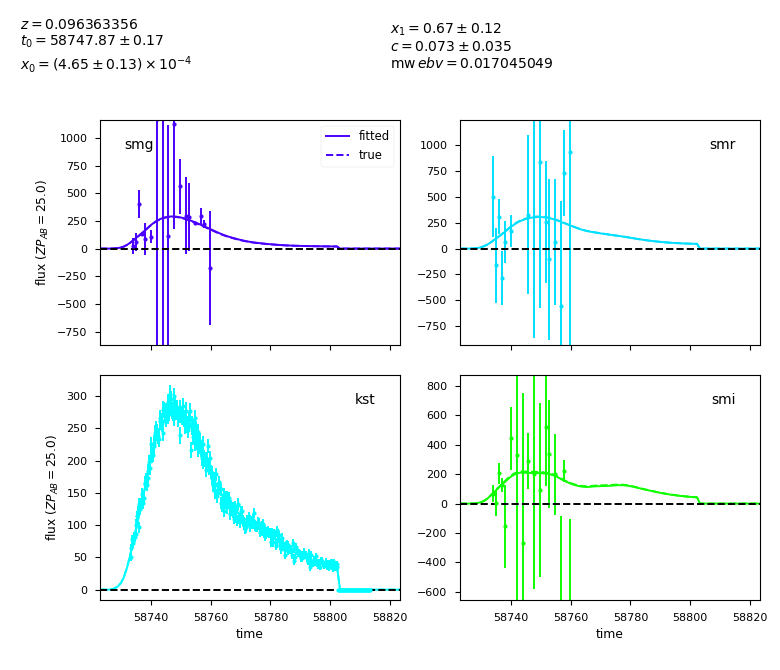 z = 0.096363356
t₀ = 58747.87 ± 0.17
x₀ = (4.65 ± 0.13) × 10⁻⁴
x₁ = 0.67 ± 0.12
c = 0.073 ± 0.035
mw ebv = 0.017045049
smg
fitted
true
1000
750
500
250
0
−250
−500
−750
flux (ZP_AB = 25.0)
smr
1000
750
500
250
0
−250
−500
−750
kst
300
250
200
150
100
50
0
flux (ZP_AB = 25.0)
58740 58760 58780 58800 58820
time
smi
800
600
400
200
0
−200
−400
−600
58740 58760 58780 58800 58820
time